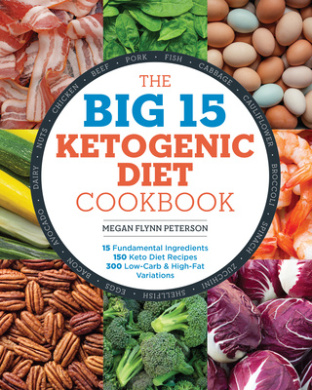 THE
BIG 15
KETOGENIC
DIET
COOKBOOK
MEGAN FLYNN PETERSON
15 Fundamental Ingredients
150 Keto Diet Recipes
300 Low-Carb & High-Fat
Variations
CHICKEN • BEEF • PORK • FISH • CABBAGE • CAULIFLOWER • BROCCOLI • SPINACH • ZUCCHINI • SHELLFISH • EGGS • BACON • AVOCADO • DAIRY • NUTS •